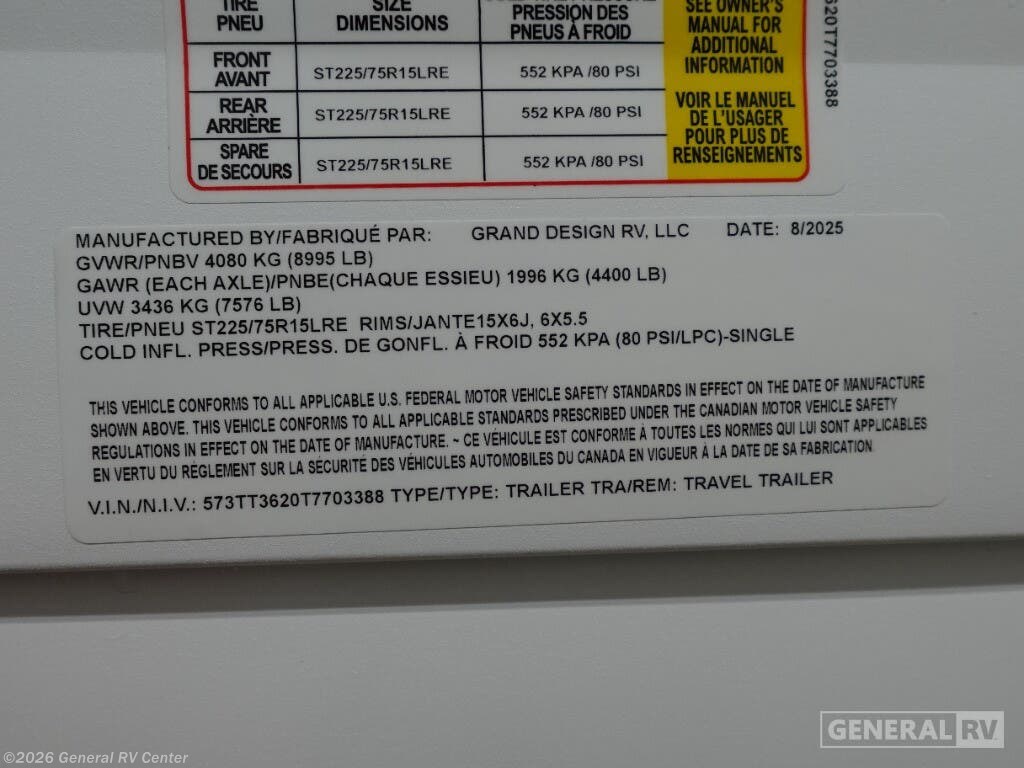 TIRE SIZE PRESSION DES SEE OWNER'S
PNEU DIMENSIONS PNEUS À FROID MANUAL FOR
ADDITIONAL
INFORMATION
FRONT
AVANT ST225/75R15LRE 552 KPA /80 PSI
REAR
ARRIÈRE ST225/75R15LRE 552 KPA /80 PSI
SPARE
DE SECOURS ST225/75R15LRE 552 KPA /80 PSI
VOIR LE MANUEL
DE L'USAGER
POUR PLUS DE
RENSEIGNEMENTS
620T7703388
MANUFACTURED BY/FABRIQUÉ PAR: GRAND DESIGN RV, LLC DATE: 8/2025
GVWR/PNBV 4080 KG (8995 LB)
GAWR (EACH AXLE)/PNBE(CHAQUE ESSIEU) 1996 KG (4400 LB)
UVW 3436 KG (7576 LB)
TIRE/PNEU ST225/75R15LRE RIMS/JANTE15X6J, 6X5.5
COLD INFL. PRESS/PRESS. DE GONFL. À FROID 552 KPA (80 PSI/LPC)-SINGLE
THIS VEHICLE CONFORMS TO ALL APPLICABLE U.S. FEDERAL MOTOR VEHICLE SAFETY STANDARDS IN EFFECT ON THE DATE OF MANUFACTURE
SHOWN ABOVE. THIS VEHICLE CONFORMS TO ALL APPLICABLE STANDARDS PRESCRIBED UNDER THE CANADIAN MOTOR VEHICLE SAFETY
REGULATIONS IN EFFECT ON THE DATE OF MANUFACTURE. ~ CE VÉHICULE EST CONFORME À TOUTES LES NORMES QUI LUI SONT APPLICABLES
EN VERTU DU RÈGLEMENT SUR LA SÉCURITÉ DES VÉHICULES AUTOMOBILES DU CANADA EN VIGUEUR À LA DATE DE SA FABRICATION
V.I.N./N.I.V.: 573TT3620T7703388 TYPE/TYPE: TRAILER TRA/REM: TRAVEL TRAILER
GENERAL RV
©2026 General RV Center